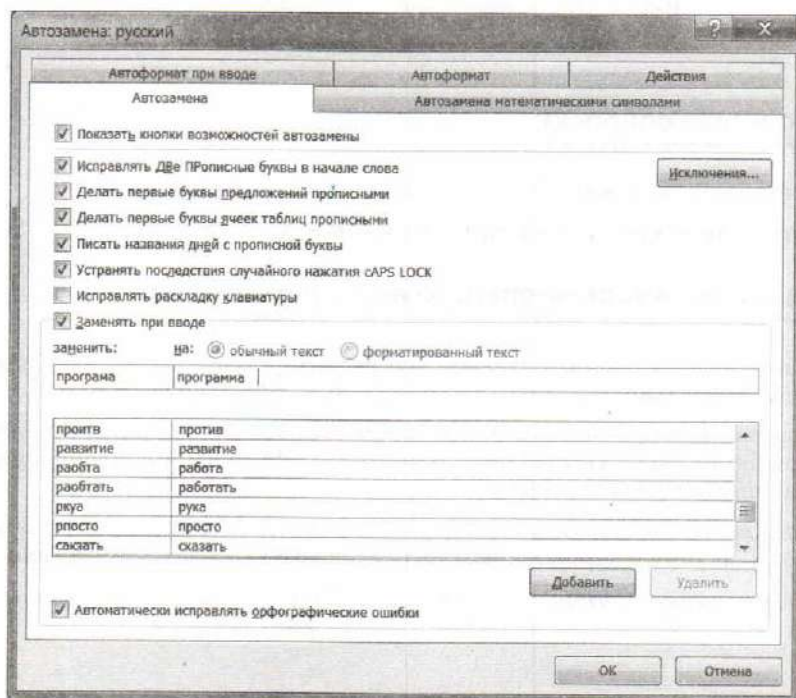 Автозамена: русский
Автоформат при вводе Автоформат Действия
Автозамена Автозамена математическими символами
Показать кнопки возможностей автозамены
Исправлять ДВе ПРописные буквы в начале слова Исключения...
Делать первые буквы предложений прописными
Делать первые буквы ячеек таблиц прописными
Писать названия дней с прописной буквы
Устранять последствия случайного нажатия cAPS LOCK
Исправлять раскладку клавиатуры
Заменять при вводе
заменить: на: обычный текст форматированный текст
програма программа
проитв против
равзитие развитие
раобта работа
раобтать работать
ркуа рука
рпосто просто
сакзать сказать
Добавить Удалить
Автоматически исправлять орфографические ошибки
ОК Отмена